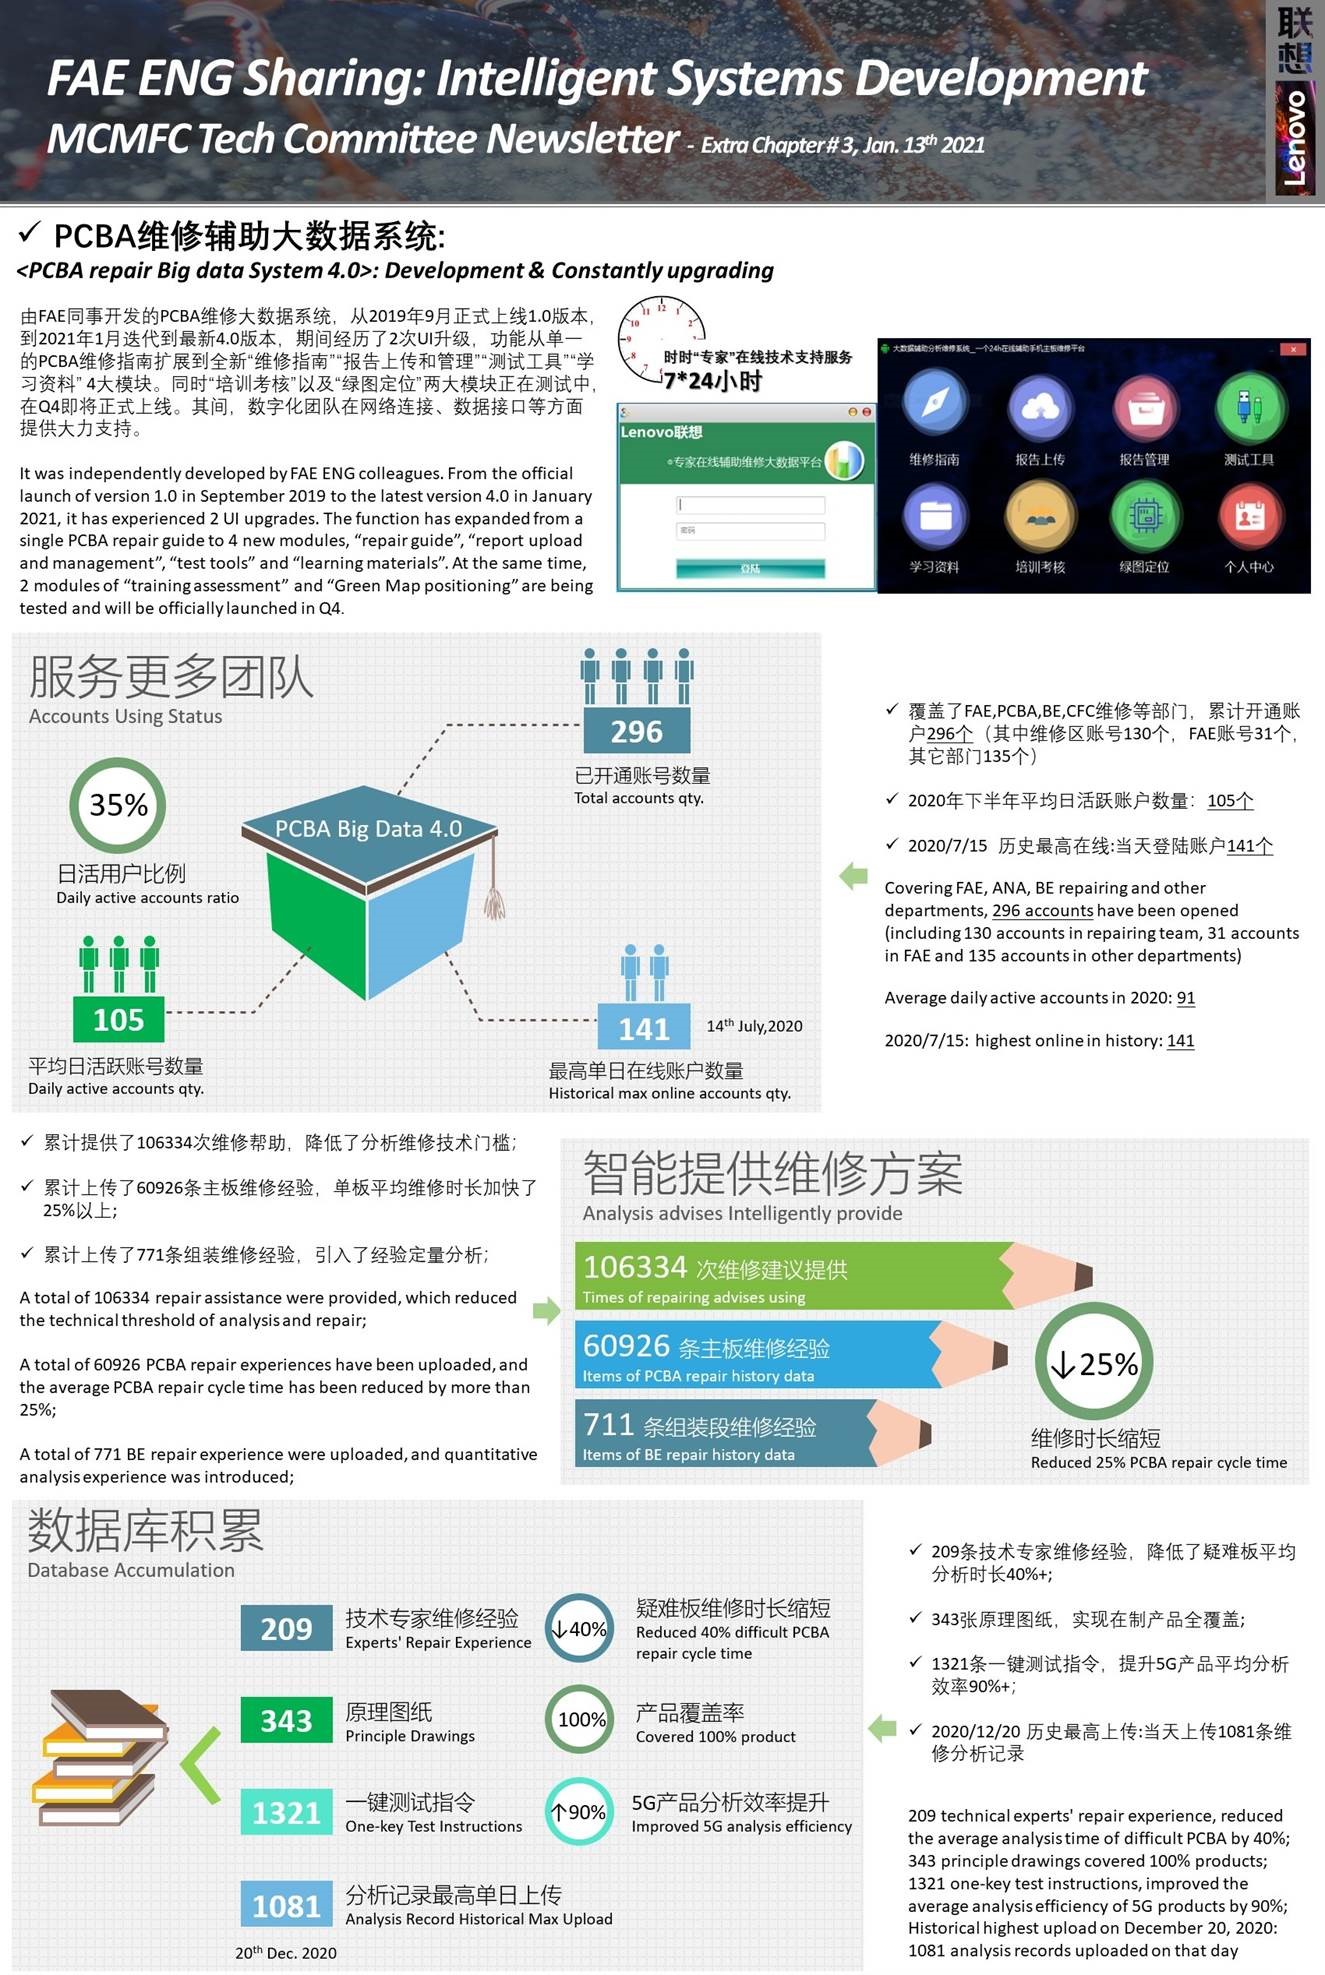 FAE ENG Sharing: Intelligent Systems Development
MCMFC Tech Committee Newsletter - Extra Chapter# 3, Jan. 13th 2021
联想
Lenovo
✓ PCBA维修辅助大数据系统:
<PCBA repair Big data System 4.0>: Development & Constantly upgrading
由FAE同事开发的PCBA维修大数据系统，从2019年9月正式上线1.0版本，
到2021年1月迭代到最新4.0版本，期间经历了2次UI升级，功能从单一
的PCBA维修指南扩展到全新“维修指南”“报告上传和管理”“测试工具”“学
习资料” 4大模块。同时“培训考核”以及“绿图定位”两大模块正在测试中，
在Q4即将正式上线。其间，数字化团队在网络连接、数据接口等方面
提供大力支持。
It was independently developed by FAE ENG colleagues. From the official
launch of version 1.0 in September 2019 to the latest version 4.0 in January
2021, it has experienced 2 UI upgrades. The function has expanded from a
single PCBA repair guide to 4 new modules, “repair guide”, “report upload
and management”, “test tools” and “learning materials”. At the same time,
2 modules of “training assessment” and “Green Map positioning” are being
tested and will be officially launched in Q4.
12
11
1
10
2
9
8
7
6
时时“专家”在线技术支持服务
7*24小时
Lenovo联想
专家在线辅助维修大数据平台
密码
登陆
大数据辅助分析维修系统_一个24h在线辅助手机主板维修平台
维修指南 报告上传 报告管理 测试工具
学习资料 培训考核 绿图定位 个人中心
服务更多团队
Accounts Using Status
296
已开通账号数量
Total accounts qty.
35%
日活用户比例
Daily active accounts ratio
PCBA Big Data 4.0
105
平均日活跃账号数量
Daily active accounts qty.
141
14th July,2020
最高单日在线账户数量
Historical max online accounts qty.
✓ 覆盖了FAE,PCBA,BE,CFC维修等部门，累计开通账
户296个（其中维修区账号130个，FAE账号31个，
其它部门135个）
✓ 2020年下半年平均日活跃账户数量：105个
✓ 2020/7/15 历史最高在线:当天登陆账户141个
Covering FAE, ANA, BE repairing and other
departments, 296 accounts have been opened
(including 130 accounts in repairing team, 31 accounts
in FAE and 135 accounts in other departments)
Average daily active accounts in 2020: 91
2020/7/15: highest online in history: 141
✓ 累计提供了106334次维修帮助，降低了分析维修技术门槛；
✓ 累计上传了60926条主板维修经验，单板平均维修时长加快了
25%以上;
✓ 累计上传了771条组装维修经验，引入了经验定量分析；
A total of 106334 repair assistance were provided, which reduced
the technical threshold of analysis and repair;
A total of 60926 PCBA repair experiences have been uploaded, and
the average PCBA repair cycle time has been reduced by more than
25%;
A total of 771 BE repair experience were uploaded, and quantitative
analysis experience was introduced;
智能提供维修方案
Analysis advises Intelligently provide
106334 次维修建议提供
Times of repairing advises using
60926 条主板维修经验
Items of PCBA repair history data
711 条组装段维修经验
Items of BE repair history data
↓25%
维修时长缩短
Reduced 25% PCBA repair cycle time
数据库积累
Database Accumulation
209
技术专家维修经验
Experts' Repair Experience
↓40%
疑难板维修时长缩短
Reduced 40% difficult PCBA
repair cycle time
343
原理图纸
Principle Drawings
100%
产品覆盖率
Covered 100% product
1321
一键测试指令
One-key Test Instructions
↑90%
5G产品分析效率提升
Improved 5G analysis efficiency
1081
分析记录最高单日上传
Analysis Record Historical Max Upload
20th Dec. 2020
✓ 209条技术专家维修经验，降低了疑难板平均
分析时长40%+;
✓ 343张原理图纸，实现在制产品全覆盖;
✓ 1321条一键测试指令，提升5G产品平均分析
效率90%+；
✓ 2020/12/20 历史最高上传:当天上传1081条维
修分析记录
209 technical experts' repair experience, reduced
the average analysis time of difficult PCBA by 40%;
343 principle drawings covered 100% products;
1321 one-key test instructions, improved the
average analysis efficiency of 5G products by 90%;
Historical highest upload on December 20, 2020:
1081 analysis records uploaded on that day